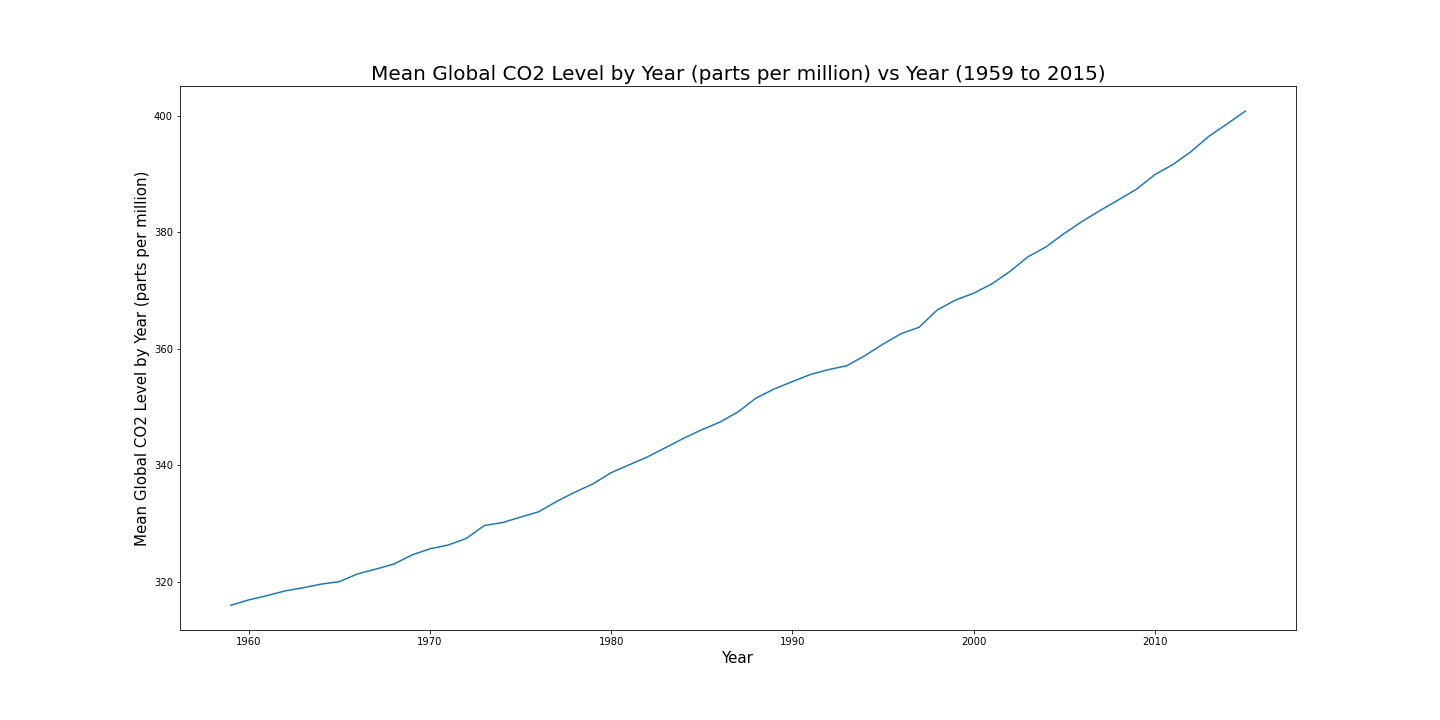 Mean Global CO2 Level by Year (parts per million) vs Year (1959 to 2015)
Mean Global CO2 Level by Year (parts per million)
400
380
360
340
320
1960 1970 1980 1990 2000 2010
Year